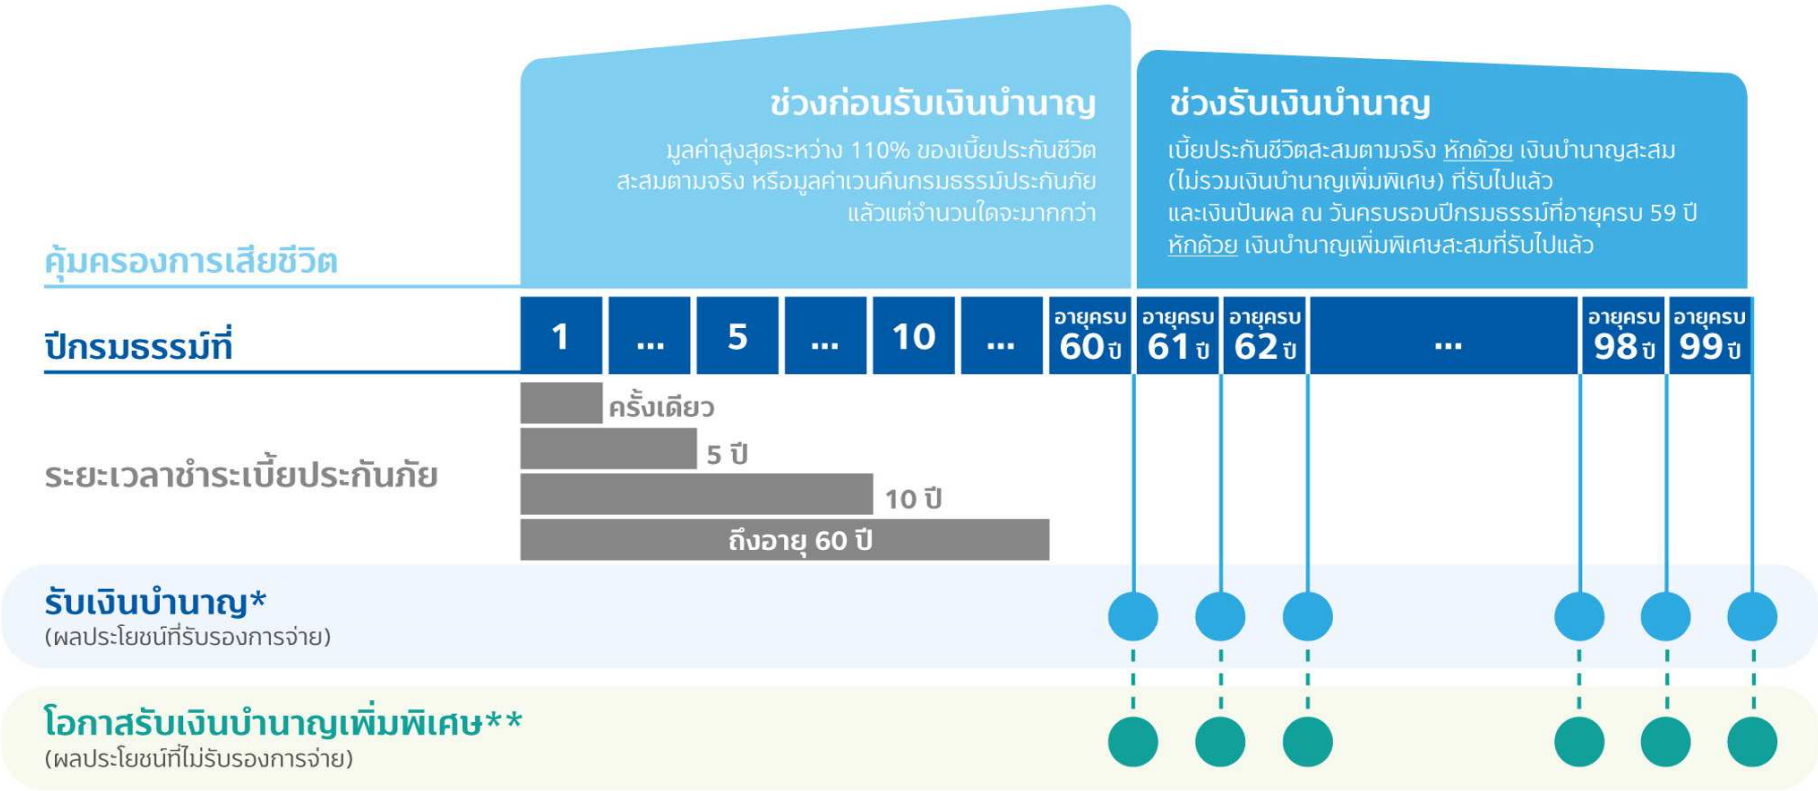 ช่วงก่อนรับเงินบำนาญ
มูลค่าสูงสุดระหว่าง 110% ของเบี้ยประกันชีวิต
สะสมตามจริง หรือมูลค่าเวนคืนกรมธรรม์ประกันภัย
แล้วแต่จำนวนใดจะมากกว่า
ช่วงรับเงินบำนาญ
เบี้ยประกันชีวิตสะสมตามจริง หักด้วย เงินบำนาญสะสม
(ไม่รวมเงินบำนาญเพิ่มพิเศษ) ที่รับไปแล้ว
และเงินปันผล ณ วันครบรอบปีกรมธรรม์ที่อายุครบ 59 ปี
หักด้วย เงินบำนาญเพิ่มพิเศษสะสมที่รับไปแล้ว
คุ้มครองการเสียชีวิต
ปีกรมธรรม์ที่
1
...
5
...
10
...
อายุครบ
60 ปี
อายุครบ
61 ปี
อายุครบ
62 ปี
...
อายุครบ
98 ปี
อายุครบ
99 ปี
ระยะเวลาชำระเบี้ยประกันภัย
ครั้งเดียว
5 ปี
10 ปี
ถึงอายุ 60 ปี
รับเงินบำนาญ*
(ผลประโยชน์ที่รับรองการจ่าย)
โอกาสรับเงินบำนาญเพิ่มพิเศษ**
(ผลประโยชน์ที่ไม่รับรองการจ่าย)